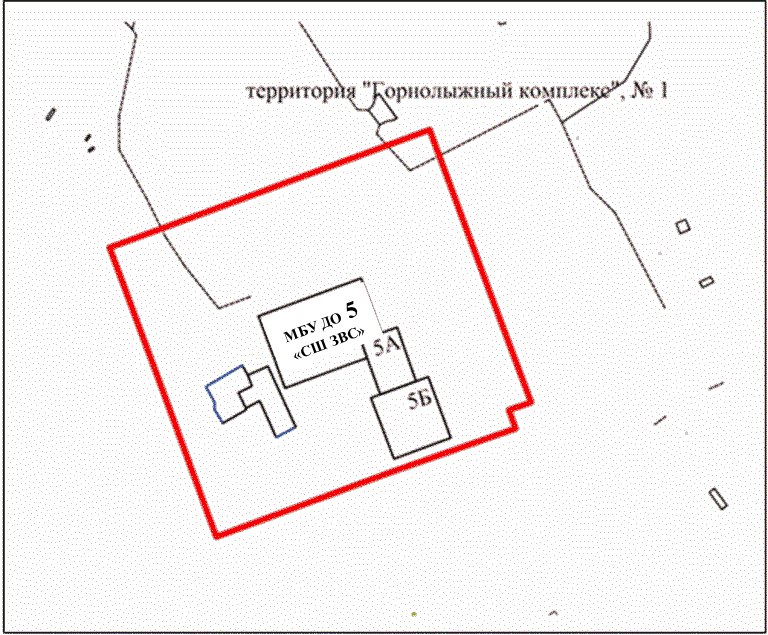 территория "Горнолыжный комплекс", № 1
МБУ ДО 5
«СШ ЗВС»
5А
5Б